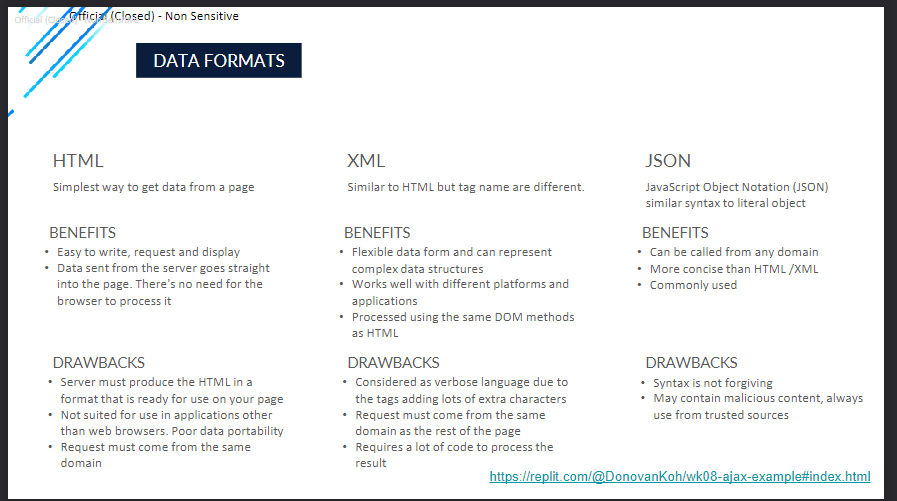 Official (Closed) - Non Sensitive
DATA FORMATS
HTML
Simplest way to get data from a page
BENEFITS
• Easy to write, request and display
• Data sent from the server goes straight
into the page. There's no need for the
browser to process it
DRAWBACKS
• Server must produce the HTML in a
format that is ready for use on your page
• Not suited for use in applications other
than web browsers. Poor data portability
• Request must come from the same
domain
XML
Similar to HTML but tag name are different.
BENEFITS
• Flexible data form and can represent
complex data structures
• Works well with different platforms and
applications
• Processed using the same DOM methods
as HTML
DRAWBACKS
• Considered as verbose language due to
the tags adding lots of extra characters
• Request must come from the same
domain as the rest of the page
• Requires a lot of code to process the
result
JSON
JavaScript Object Notation (JSON)
similar syntax to literal object
BENEFITS
• Can be called from any domain
• More concise than HTML /XML
• Commonly used
DRAWBACKS
• Syntax is not forgiving
• May contain malicious content, always
use from trusted sources
https://replit.com/@DonovanKoh/wk08-ajax-example#index.html